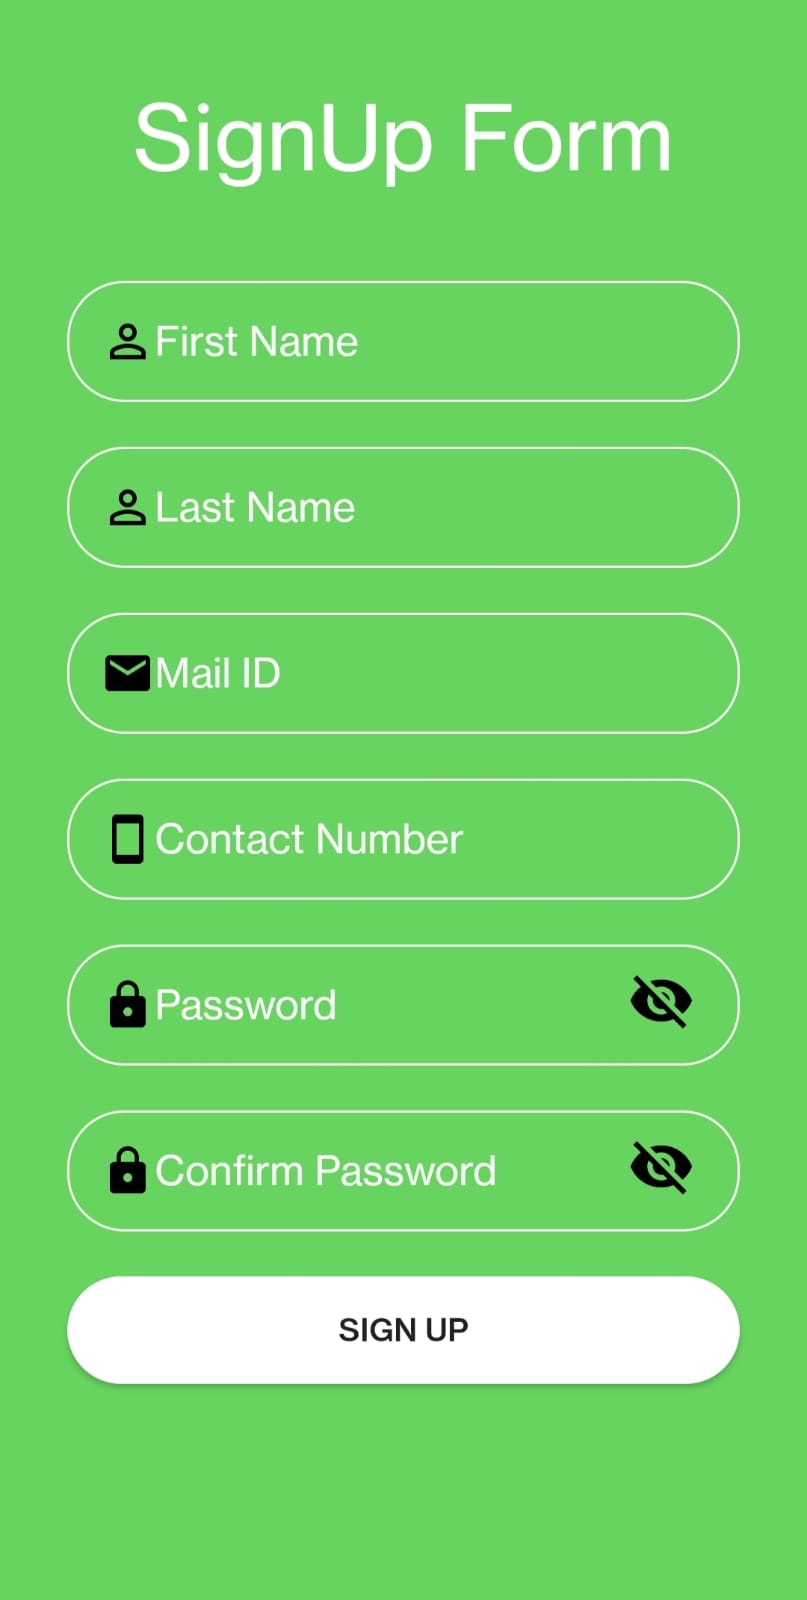 SignUp Form
First Name
Last Name
Mail ID
Contact Number
Password
Confirm Password
SIGN UP